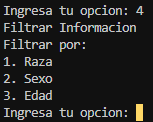 Ingresa tu opcion: 4
Filtrar Informacion
Filtrar por:
1. Raza
2. Sexo
3. Edad
Ingresa tu opcion: